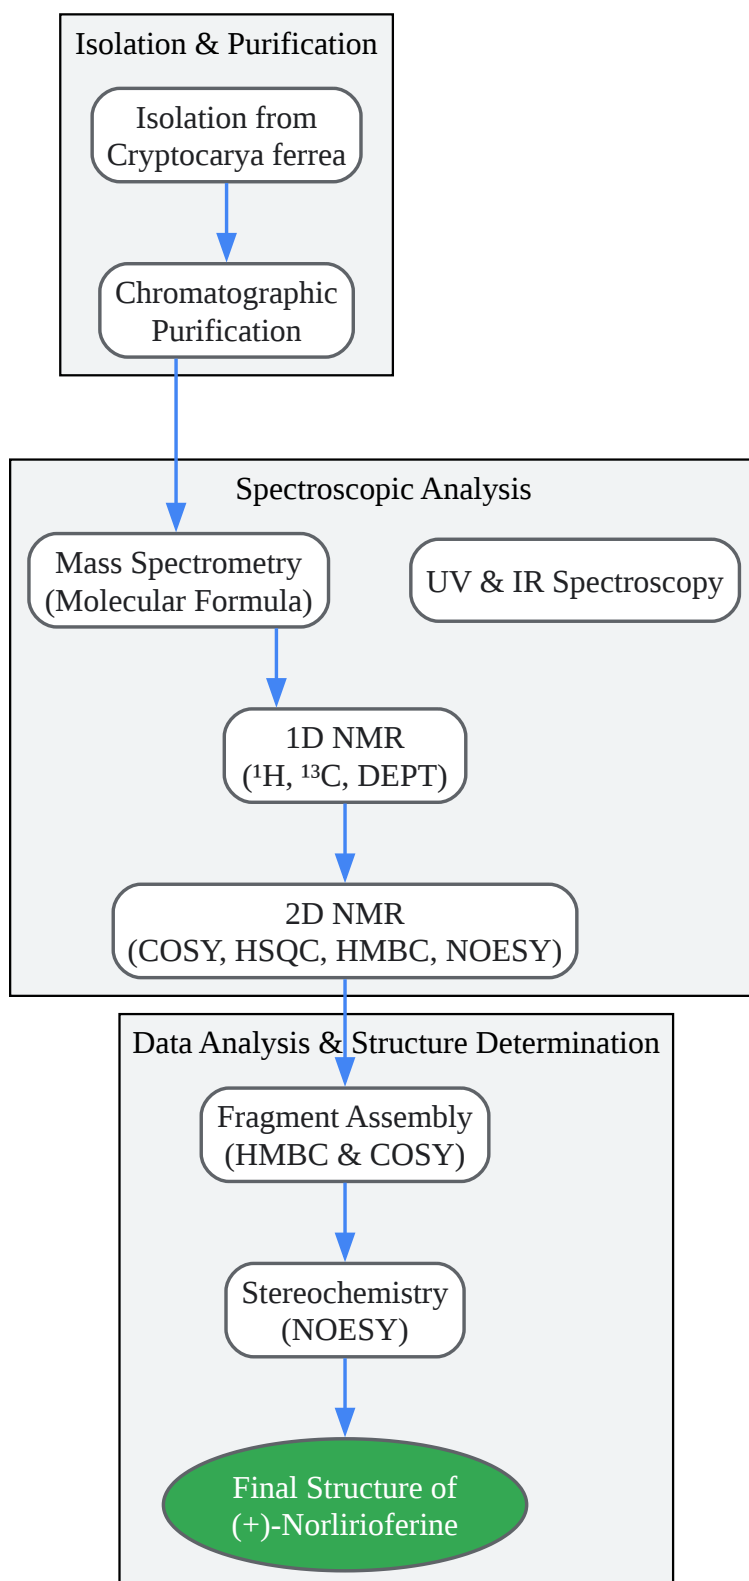 Isolation & Purification
Isolation from
Cryptocarya ferrea
Chromatographic
Purification
Spectroscopic Analysis
Mass Spectrometry
(Molecular Formula)
UV & IR Spectroscopy
1D NMR
(¹H, ¹³C, DEPT)
2D NMR
(COSY, HSQC, HMBC, NOESY)
Data Analysis & Structure Determination
Fragment Assembly
(HMBC & COSY)
Stereochemistry
(NOESY)
Final Structure of
(+)-Norlirioferine